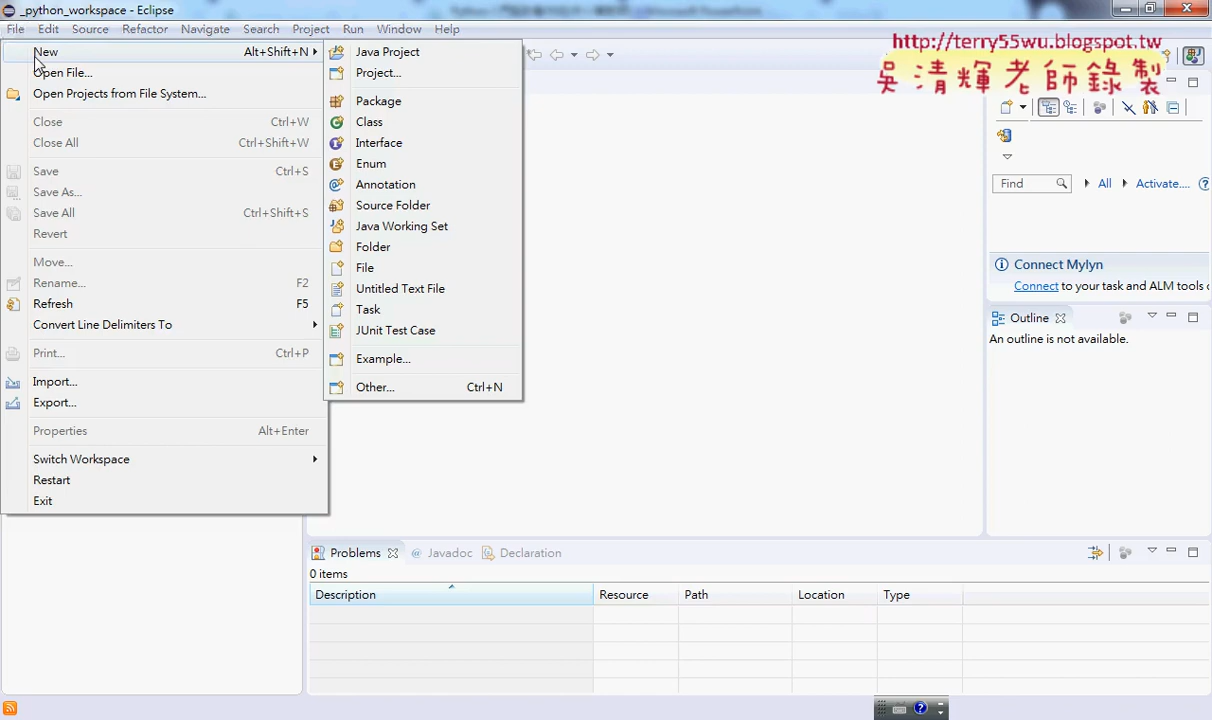 _python_workspace - Eclipse
File Edit Source Refactor Navigate Search Project Run Window Help
http://terry55wu.blogspot.tw
吳清輝老師錄製
New Alt+Shift+N
Open File...
Open Projects from File System...
Close Ctrl+W
Close All Ctrl+Shift+W
Save Ctrl+S
Save As...
Save All Ctrl+Shift+S
Revert
Move...
Rename... F2
Refresh F5
Convert Line Delimiters To
Print... Ctrl+P
Import...
Export...
Properties Alt+Enter
Switch Workspace
Restart
Exit
Java Project
Project...
Package
Class
Interface
Enum
Annotation
Source Folder
Java Working Set
Folder
File
Untitled Text File
Task
JUnit Test Case
Example...
Other... Ctrl+N
Find All Activate...
Connect Mylyn
Connect to your task and ALM tools
Outline
An outline is not available.
Problems Javadoc Declaration
0 items
Description Resource Path Location Type